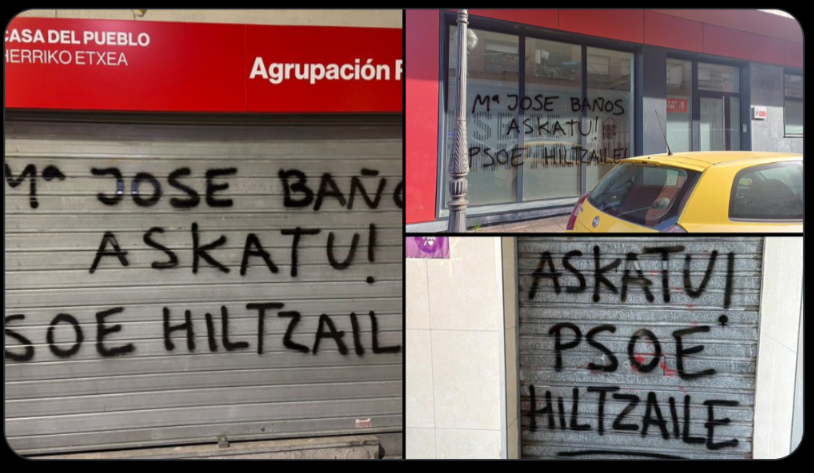 CASA DEL PUEBLO
HERRIKO ETXEA
Agrupación
Mª JOSE BAÑO
ASKATU!
SOE HILTZAIL
Mª JOSE BAÑOS
ASKATU!
PSOE HILTZAILE!
ASKATU!
PSOE
HILTZAILE